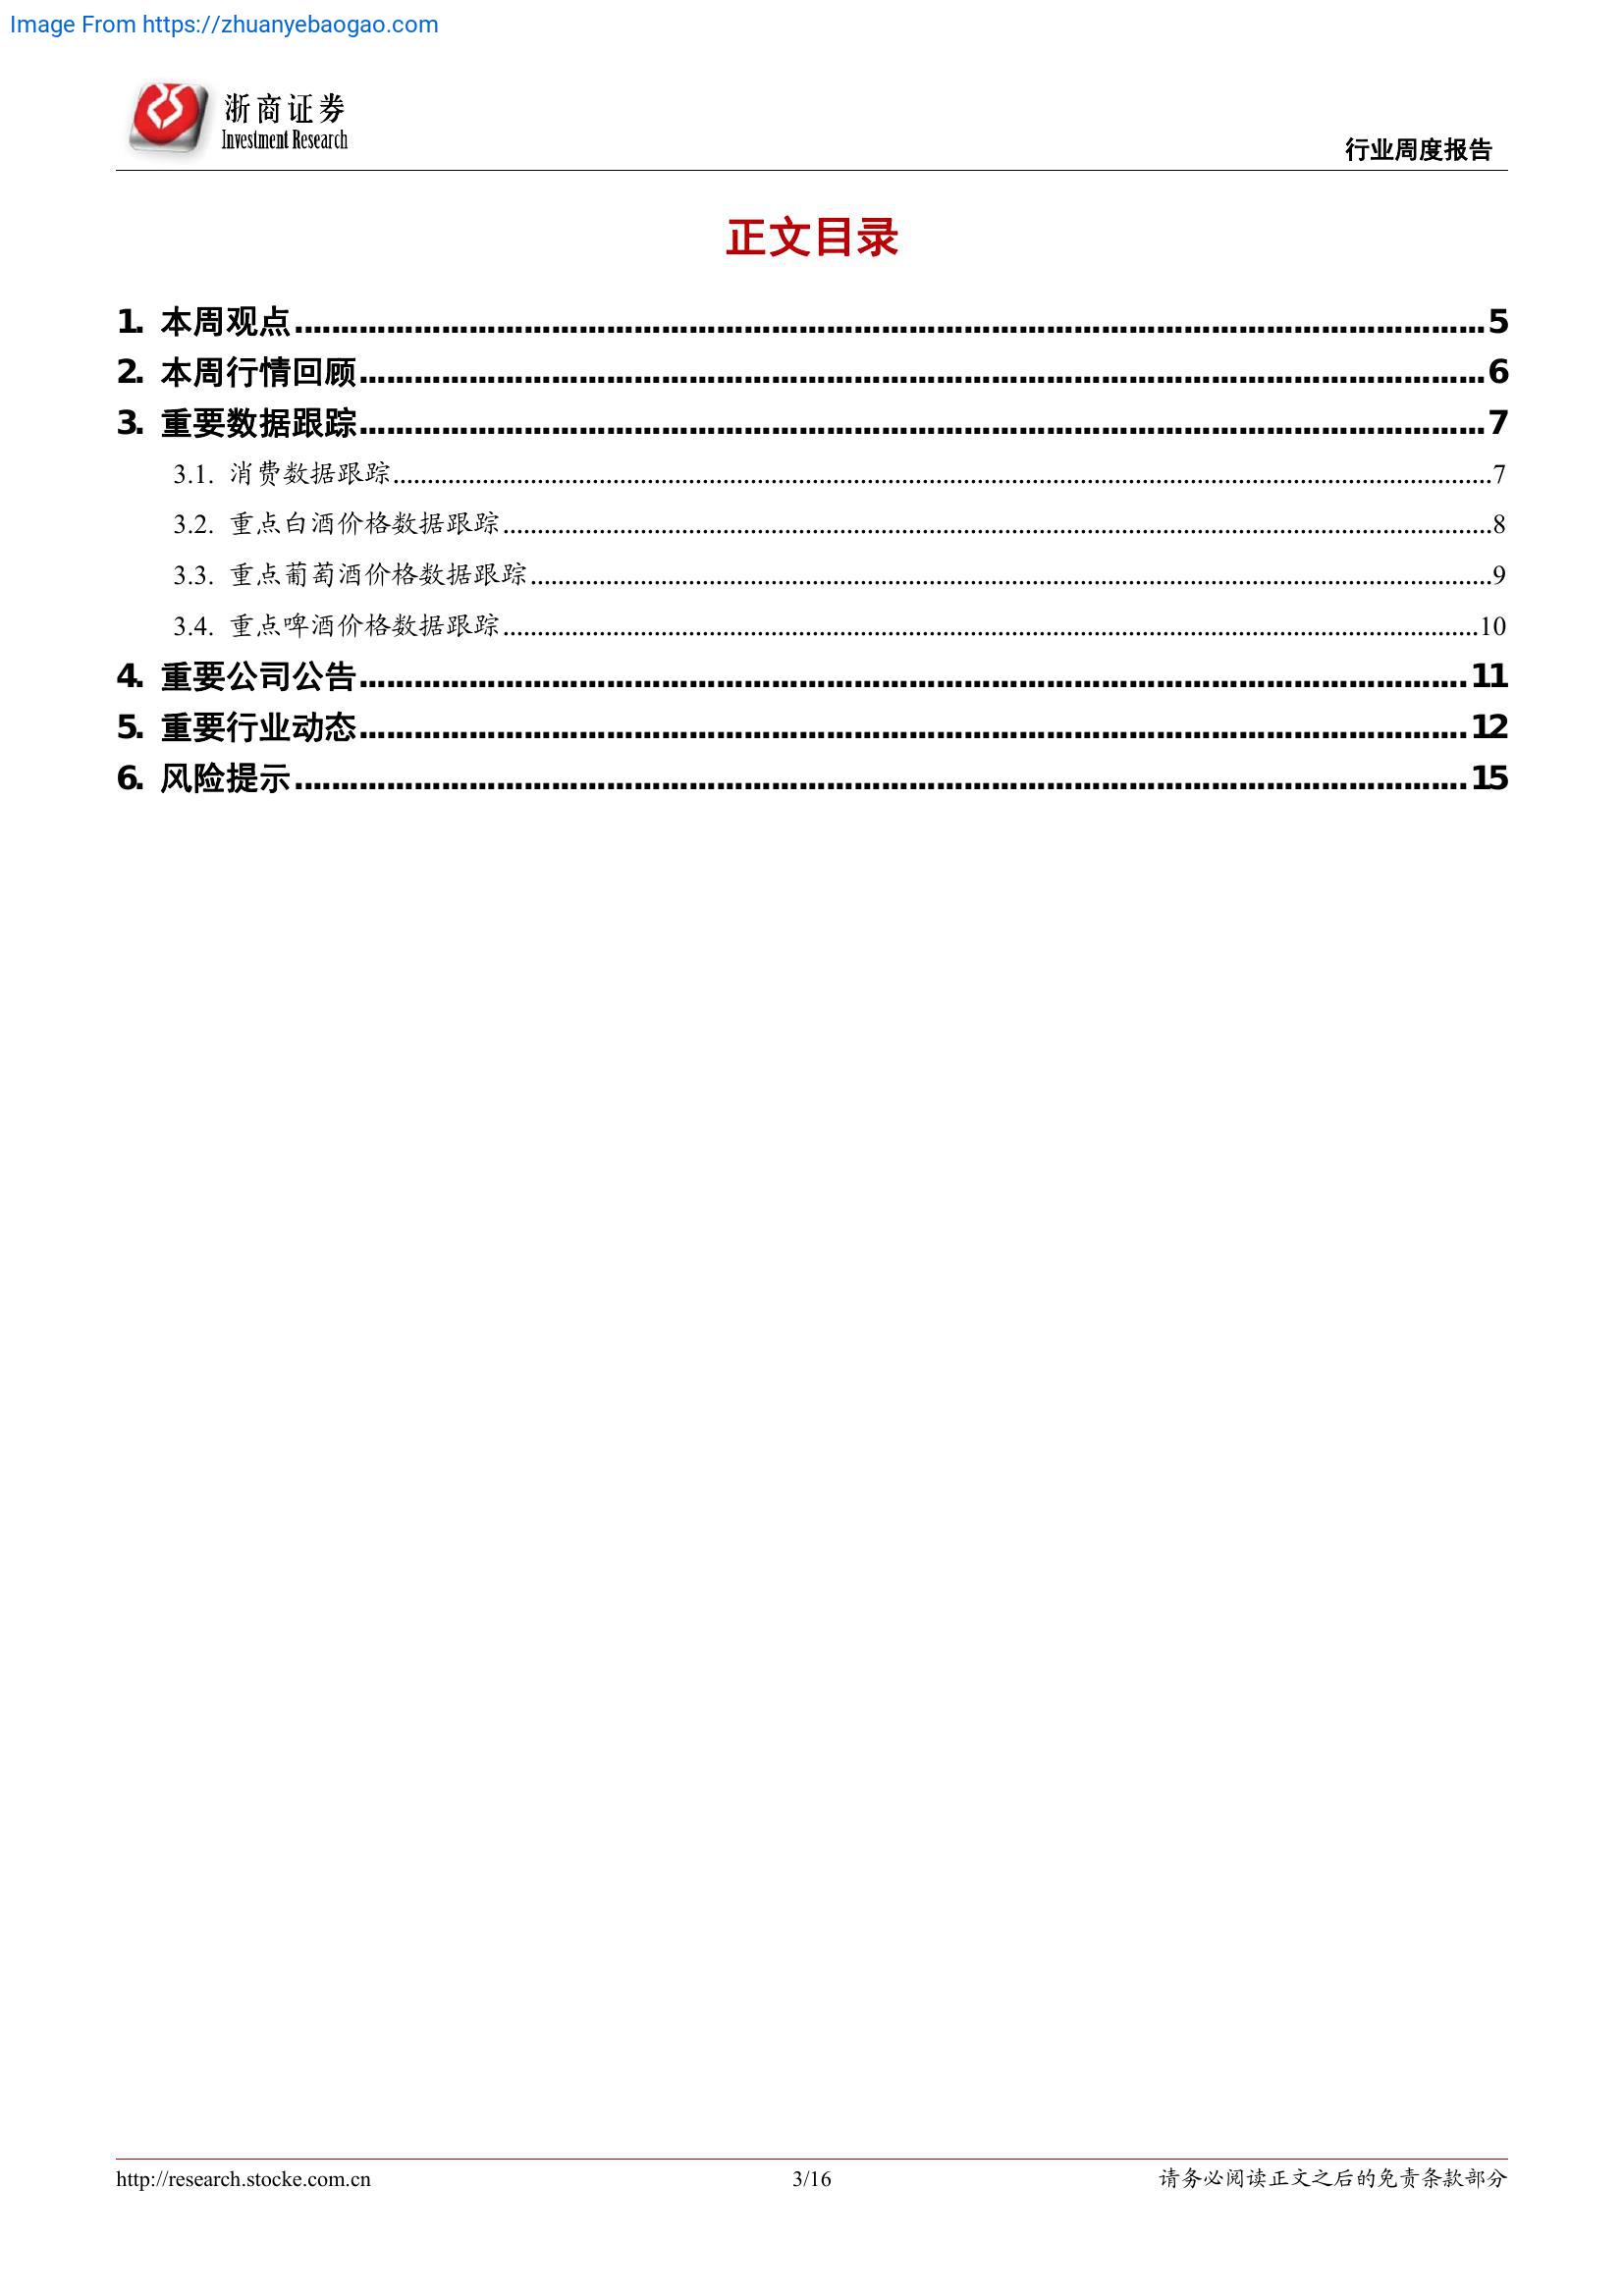 Image From https://zhuanyebaogao.com
浙商证券
Investment Research
行业周度报告
正文目录
1. 本周观点......................................................................5
2. 本周行情回顾......................................................................6
3. 重要数据跟踪......................................................................7
3.1. 消费数据跟踪......................................................................7
3.2. 重点白酒价格数据跟踪......................................................................8
3.3. 重点葡萄酒价格数据跟踪......................................................................9
3.4. 重点啤酒价格数据跟踪......................................................................10
4. 重要公司公告......................................................................11
5. 重要行业动态......................................................................12
6. 风险提示......................................................................15
http://research.stocke.com.cn 3/16 请务必阅读正文之后的免责条款部分